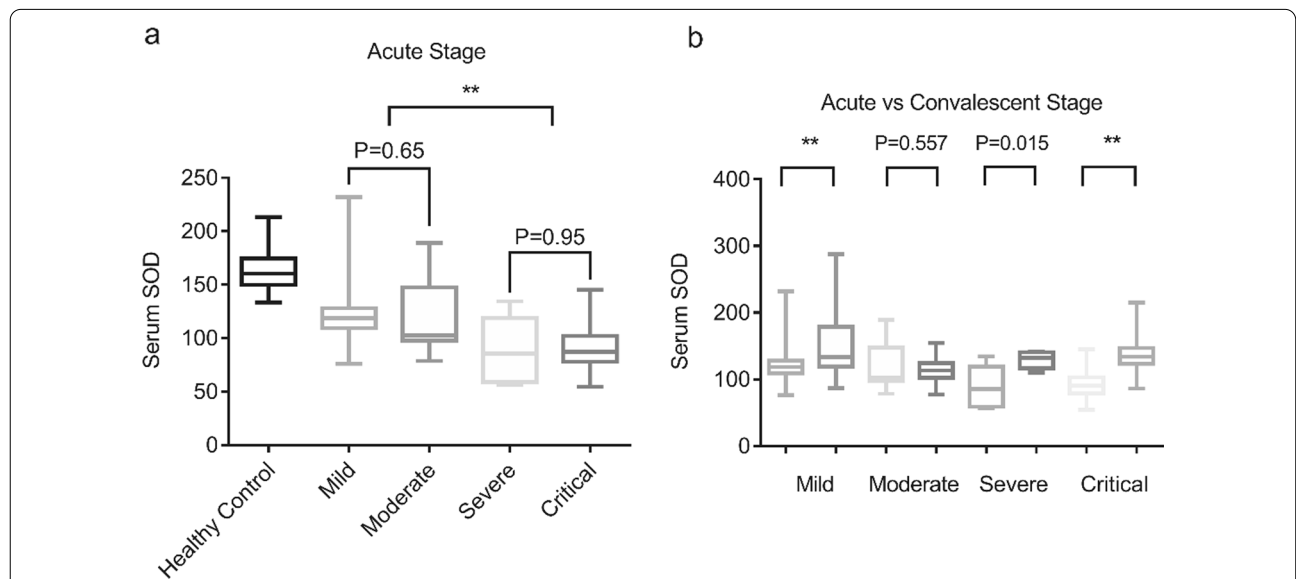 a
Acute Stage
**
P=0.65
P=0.95
Serum SOD
250
200
150
100
50
0
Healthy Control
Mild
Moderate
Severe
Critical
b
Acute vs Convalescent Stage
**
P=0.557
P=0.015
**
Serum SOD
400
300
200
100
0
Mild
Moderate
Severe
Critical